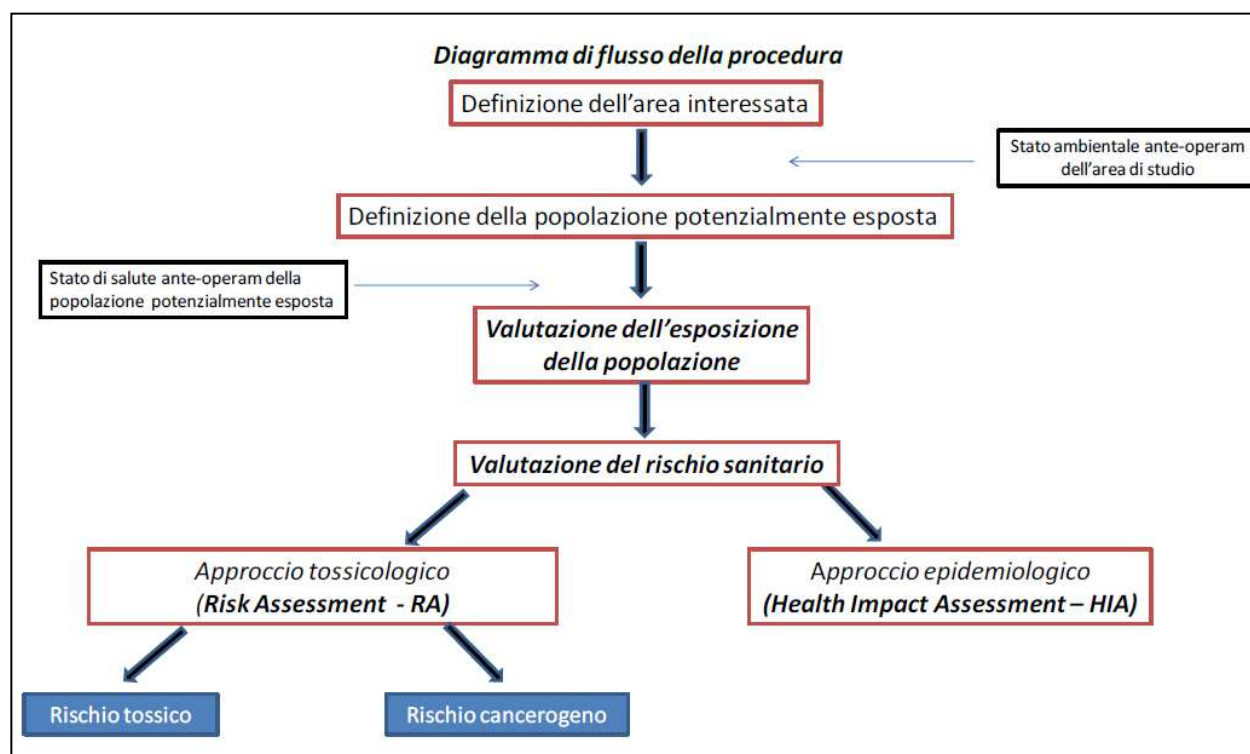 Diagramma di flusso della procedura
Definizione dell’area interessata
Stato ambientale ante-operam
dell’area di studio
Definizione della popolazione potenzialmente esposta
Stato di salute ante-operam della
popolazione potenzialmente esposta
Valutazione dell’esposizione
della popolazione
Valutazione del rischio sanitario
Approccio tossicologico
(Risk Assessment - RA)
Approccio epidemiologico
(Health Impact Assessment – HIA)
Rischio tossico
Rischio cancerogeno